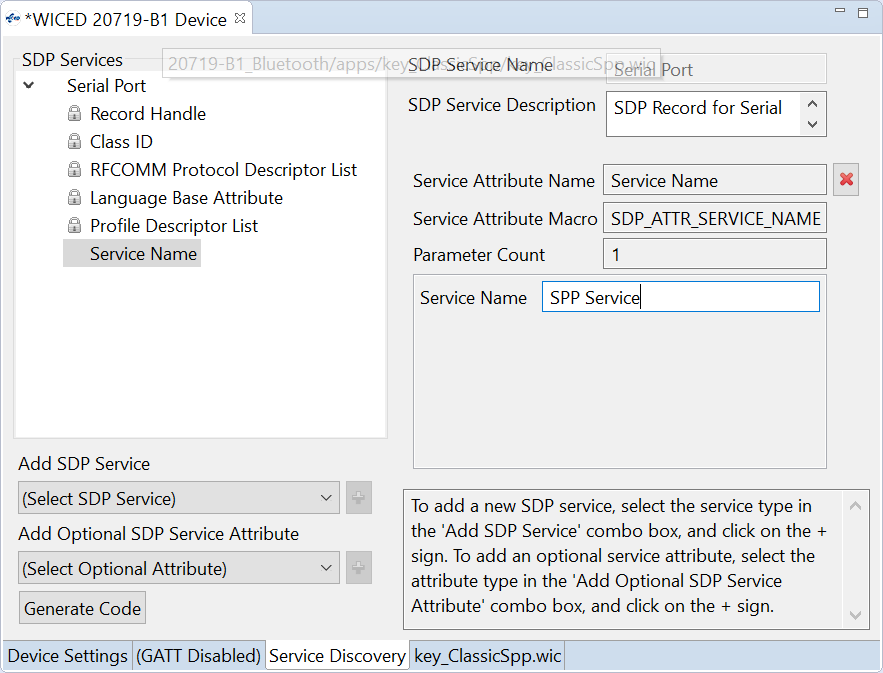 *WICED 20719-B1 Device
SDP Services
20719-B1_Bluetooth/apps/key_ClassicSpp/key_ClassicSpp.wic
SDP Service Name
Serial Port
Serial Port
Record Handle
SDP Service Description
SDP Record for Serial
Class ID
RFCOMM Protocol Descriptor List
Service Attribute Name
Service Name
Language Base Attribute
Service Attribute Macro
SDP_ATTR_SERVICE_NAME
Profile Descriptor List
Service Name
Parameter Count
1
Service Name
SPP Service
Add SDP Service
(Select SDP Service)
Add Optional SDP Service Attribute
(Select Optional Attribute)
Generate Code
To add a new SDP service, select the service type in
the 'Add SDP Service' combo box, and click on the +
sign. To add an optional service attribute, select the
attribute type in the 'Add Optional SDP Service
Attribute' combo box, and click on the + sign.
Device Settings
(GATT Disabled)
Service Discovery
key_ClassicSpp.wic